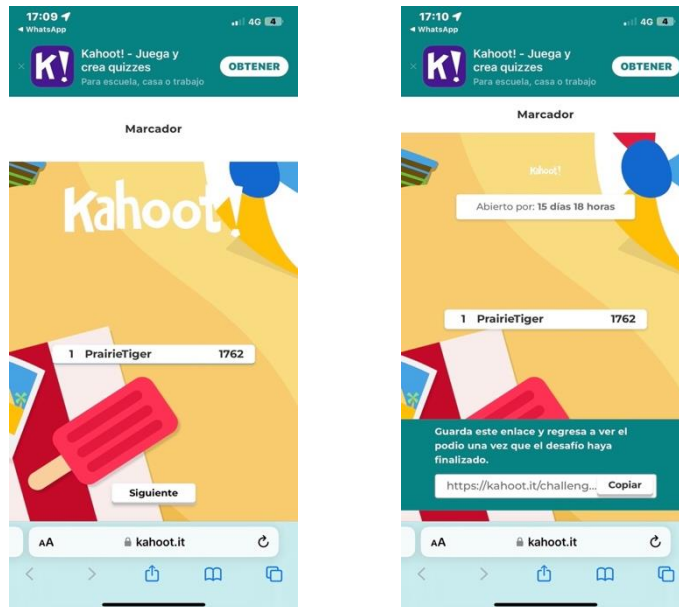 17:09
4G 4
◀ WhatsApp
K!
Kahoot! - Juega y
crea quizzes
Para escuela, casa o trabajo
OBTENER
Marcador
Kahoot!
1 PrairieTiger 1762
Siguiente
AA kahoot.it
17:10
4G 4
◀ WhatsApp
K!
Kahoot! - Juega y
crea quizzes
Para escuela, casa o trabajo
OBTENER
Marcador
Kahoot!
Abierto por: 15 días 18 horas
1 PrairieTiger 1762
Guarda este enlace y regresa a ver el
podio una vez que el desafío haya
finalizado.
https://kahoot.it/challeng... Copiar
AA kahoot.it